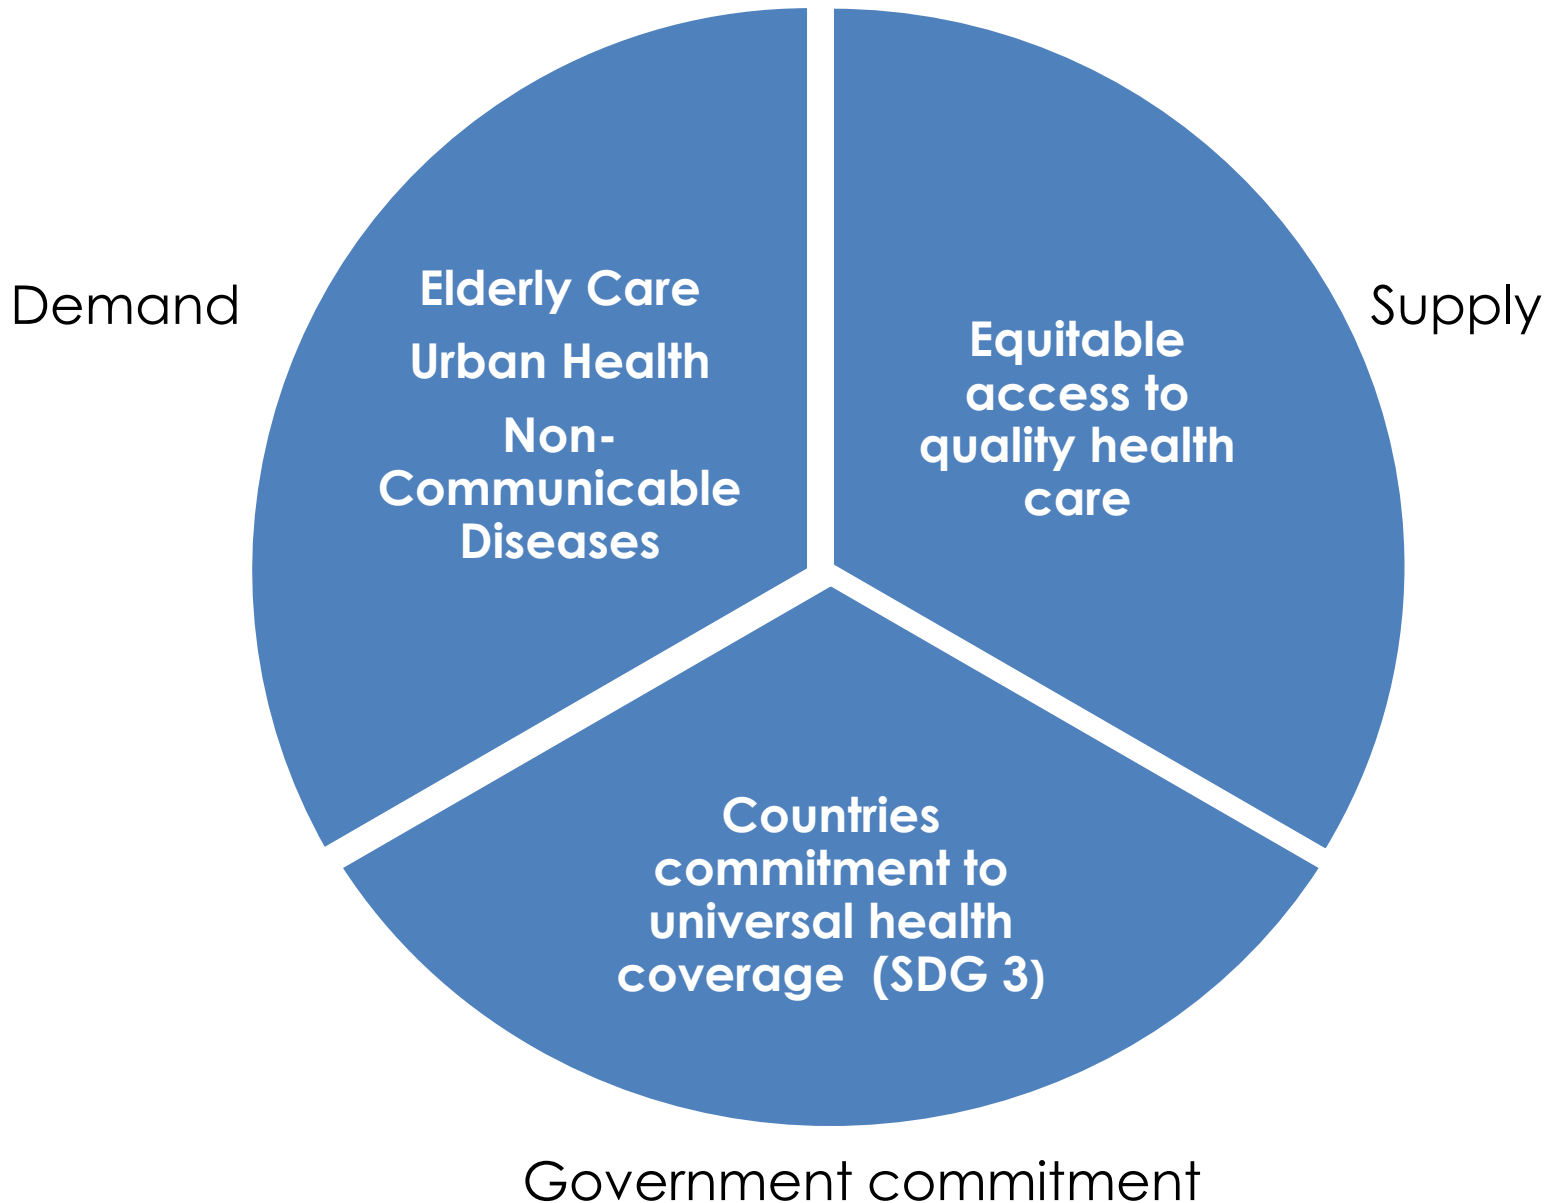 Demand
Elderly Care
Urban Health
Non-
Communicable
Diseases
Supply
Equitable
access to
quality health
care
Countries
commitment to
universal health
coverage  (SDG 3)
Government commitment